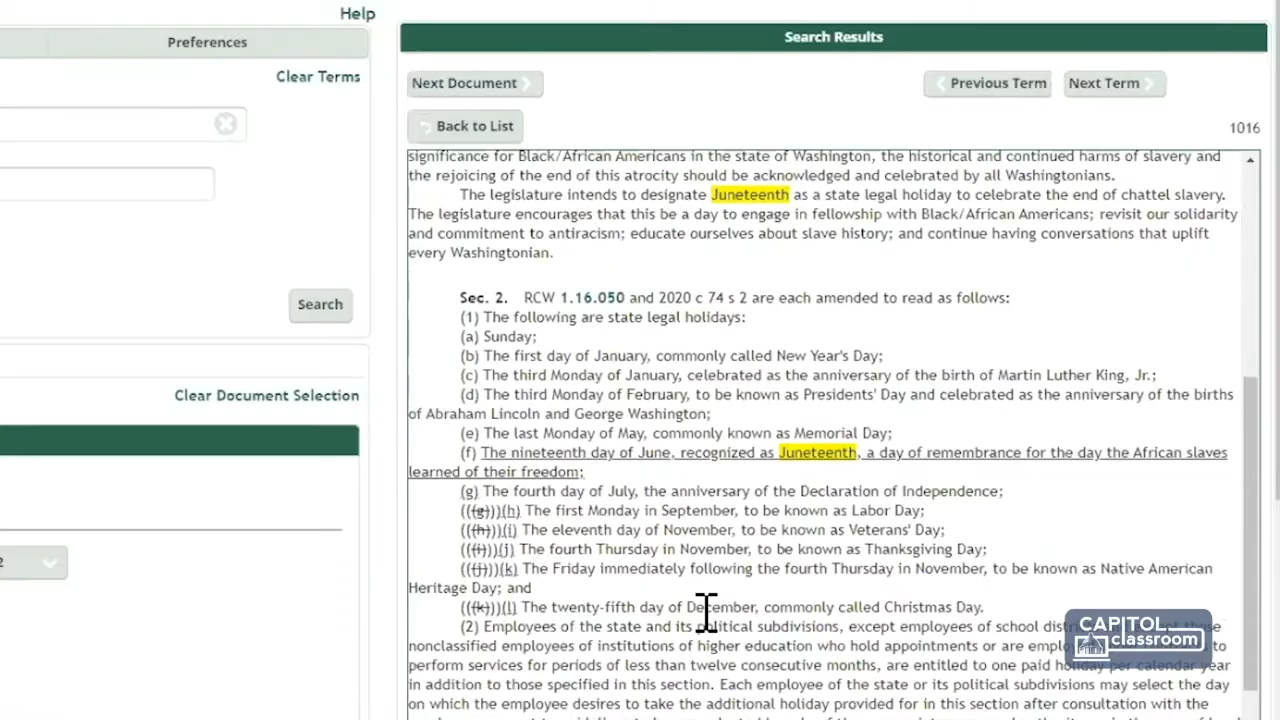 Help
Preferences
Clear Terms
Search
Clear Document Selection
2
Search Results
Next Document
Previous Term
Next Term
Back to List
1016
significance for Black/African Americans in the state of Washington, the historical and continued harms of slavery and
the rejoicing of the end of this atrocity should be acknowledged and celebrated by all Washingtonians.
The legislature intends to designate Juneteenth as a state legal holiday to celebrate the end of chattel slavery.
The legislature encourages that this be a day to engage in fellowship with Black/African Americans; revisit our solidarity
and commitment to antiracism; educate ourselves about slave history; and continue having conversations that uplift
every Washingtonian.
Sec. 2. RCW 1.16.050 and 2020 c 74 s 2 are each amended to read as follows:
(1) The following are state legal holidays:
(a) Sunday;
(b) The first day of January, commonly called New Year's Day;
(c) The third Monday of January, celebrated as the anniversary of the birth of Martin Luther King, Jr.;
(d) The third Monday of February, to be known as Presidents' Day and celebrated as the anniversary of the births
of Abraham Lincoln and George Washington;
(e) The last Monday of May, commonly known as Memorial Day;
(f) The nineteenth day of June, recognized as Juneteenth, a day of remembrance for the day the African slaves
learned of their freedom;
(g) The fourth day of July, the anniversary of the Declaration of Independence;
(((g)))(h) The first Monday in September, to be known as Labor Day;
(((h)))(i) The eleventh day of November, to be known as Veterans' Day;
(((i)))(j) The fourth Thursday in November, to be known as Thanksgiving Day;
(((j)))(k) The Friday immediately following the fourth Thursday in November, to be known as Native American
Heritage Day; and
(((k)))(l) The twenty-fifth day of December, commonly called Christmas Day.
(2) Employees of the state and its political subdivisions, except employees of school
nonclassified employees of institutions of higher education who hold appointments or are
perform services for periods of less than twelve consecutive months, are entitled to one paid holiday per calendar year
in addition to those specified in this section. Each employee of the state or its political subdivisions may select the day
on which the employee desires to take the additional holiday provided for in this section after consultation with the
CAPITOL
classroom